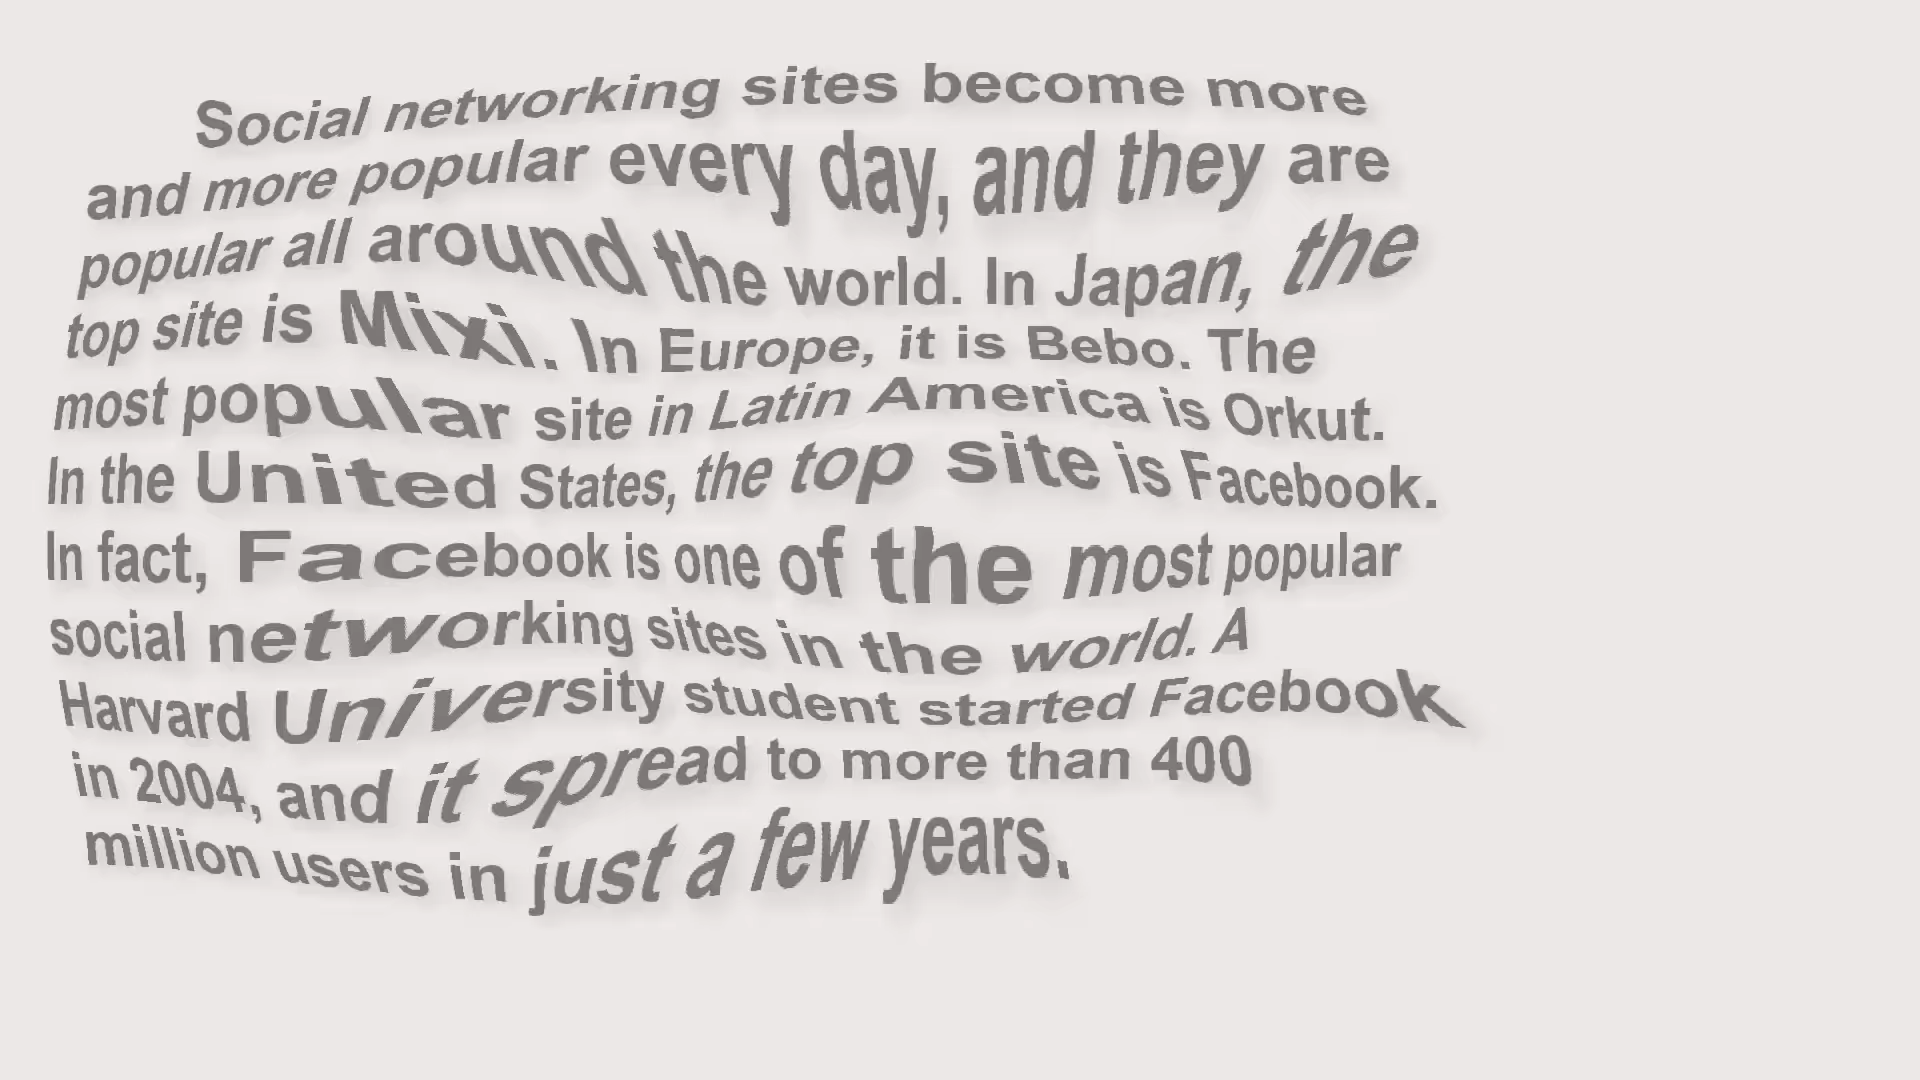 Social networking sites become more
and more popular every day, and they are
popular all around the world. In Japan, the
top site is Mixi. In Europe, it is Bebo. The
most popular site in Latin America is Orkut.
In the United States, the top site is Facebook.
In fact, Facebook is one of the most popular
social networking sites in the world. A
Harvard University student started Facebook
in 2004, and it spread to more than 400
million users in just a few years.